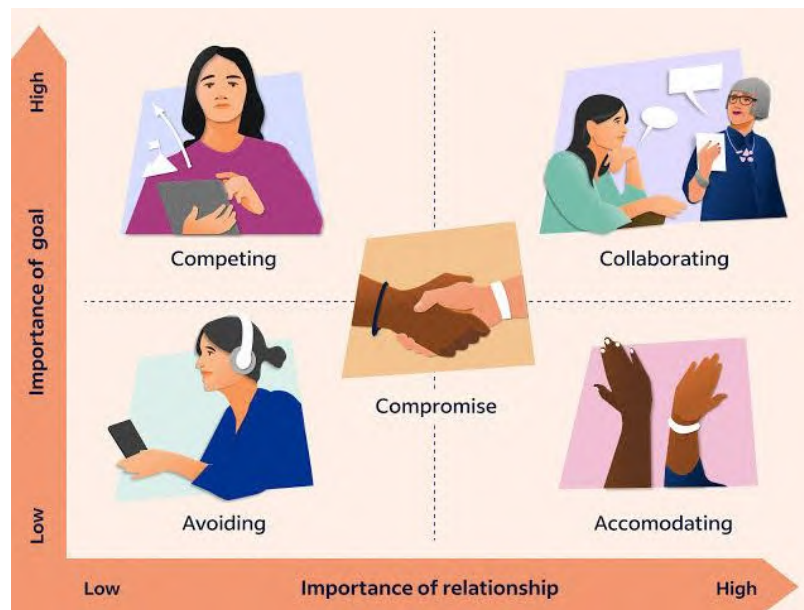 High
Importance of goal
Low
Competing
Collaborating
Compromise
Avoiding
Accomodating
Low
Importance of relationship
High